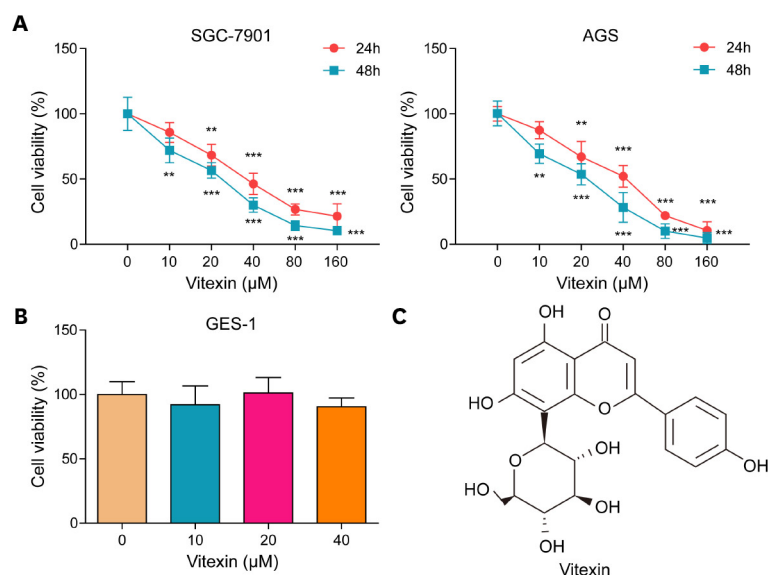 A
SGC-7901
24h
48h
150
100
50
0
Cell viability (%)
**
***
***
***
**
***
***
***
***
0 10 20 40 80 160
Vitexin (μM)
AGS
24h
48h
150
100
50
0
Cell viability (%)
**
***
***
***
**
***
***
***
***
0 10 20 40 80 160
Vitexin (μM)
B
GES-1
150
100
50
0
Cell viability (%)
0 10 20 40
Vitexin (μM)
C
OH
O
HO
O
OH
O
OH
HO
OH
OH
Vitexin